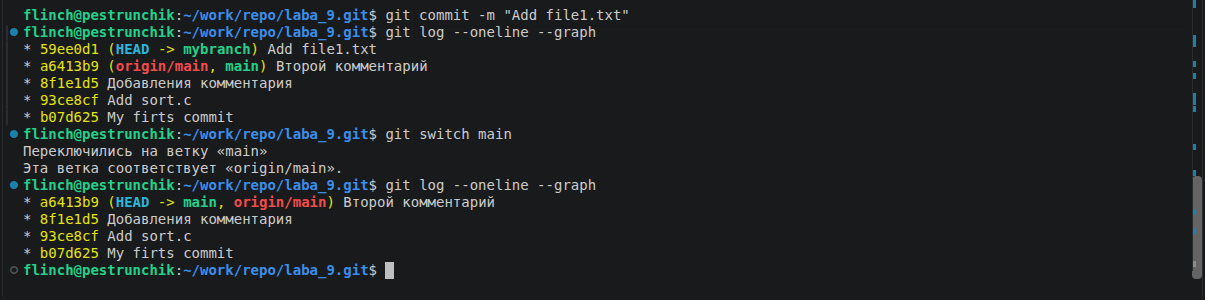 flinch@pestrunchik:~/work/repo/laba_9.git$ git commit -m "Add file1.txt"
flinch@pestrunchik:~/work/repo/laba_9.git$ git log --oneline --graph
* 59ee0d1 (HEAD -> mybranch) Add file1.txt
* a6413b9 (origin/main, main) Второй комментарий
* 8f1e1d5 Добавления комментария
* 93ce8cf Add sort.c
* b07d625 My firts commit
flinch@pestrunchik:~/work/repo/laba_9.git$ git switch main
Переключились на ветку «main»
Эта ветка соответствует «origin/main».
flinch@pestrunchik:~/work/repo/laba_9.git$ git log --oneline --graph
* a6413b9 (HEAD -> main, origin/main) Второй комментарий
* 8f1e1d5 Добавления комментария
* 93ce8cf Add sort.c
* b07d625 My firts commit
flinch@pestrunchik:~/work/repo/laba_9.git$